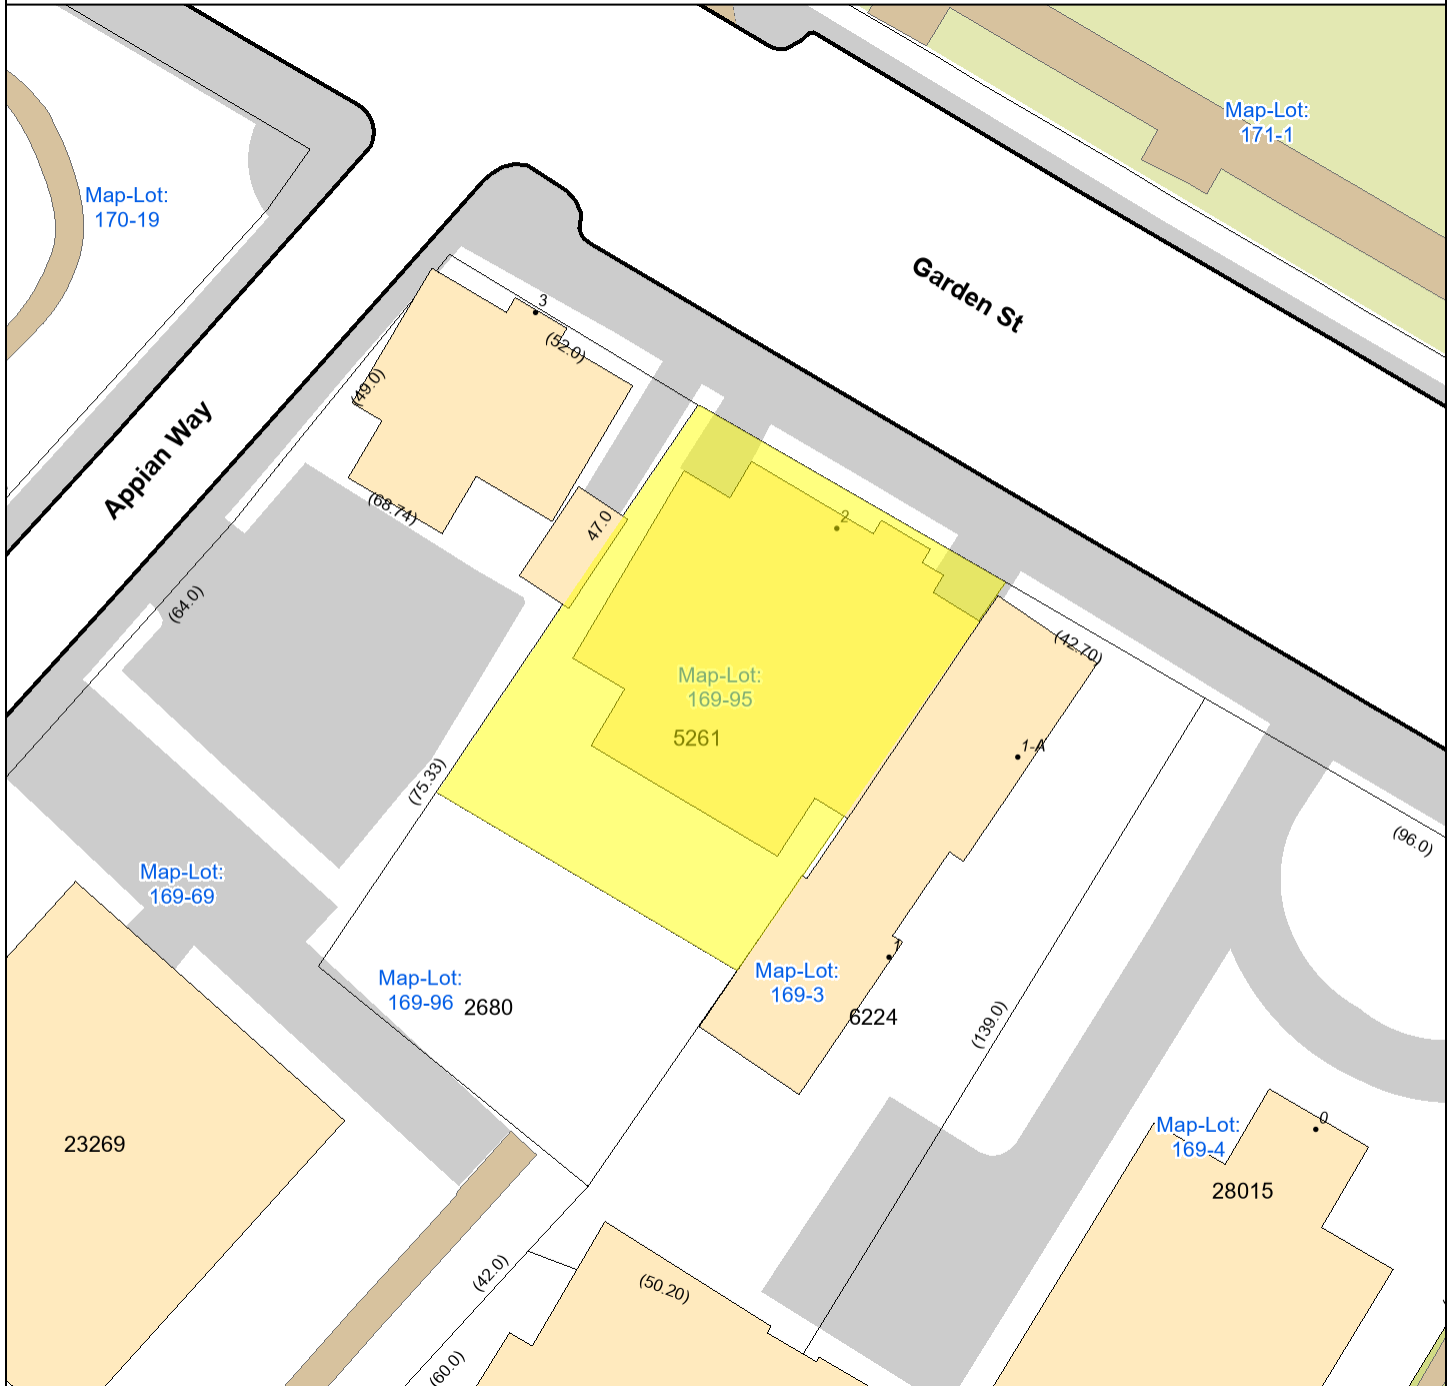 Map-Lot:
171-1
Map-Lot:
170-19
Garden St
3
(52.0)
(49.0)
Appian Way
(68.74)
47.0
2
(64.0)
(42.70)
Map-Lot:
169-95
5261
1-A
(75.33)
(96.0)
Map-Lot:
169-69
1
Map-Lot:
169-3
Map-Lot:
169-96
2680
6224
(139.0)
0
Map-Lot:
169-4
23269
28015
(42.0)
(50.20)
(60.0)